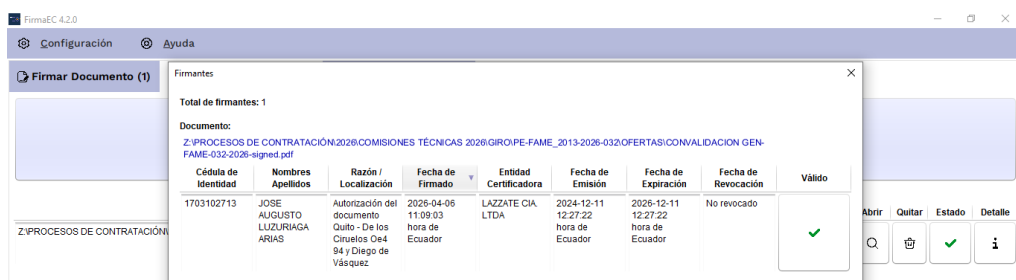 FirmaEC 4.2.0
Configuración Ayuda
Firmar Documento (1)
Firmantes
Total de firmantes: 1
Documento:
Z:\PROCESOS DE CONTRATACIÓN\2026\COMISIONES TÉCNICAS 2026\GIRO\PE-FAME_2013-2026-032\OFERTAS\CONVALIDACION GEN-
FAME-032-2026-signed.pdf
Cédula de Identidad Nombres Apellidos Razón / Localización Fecha de Firmado Entidad Certificadora Fecha de Emisión Fecha de Expiración Fecha de Revocación Válido
1703102713 JOSE AUGUSTO LUZURIAGA ARIAS Autorización del documento Quito - De los Ciruelos Oe4 94 y Diego de Vásquez 2026-04-06 11:09:03 hora de Ecuador LAZZATE CIA. LTDA 2024-12-11 12:27:22 hora de Ecuador 2026-12-11 12:27:22 hora de Ecuador No revocado
Abrir Quitar Estado Detalle
Z:\PROCESOS DE CONTRATACIÓN\